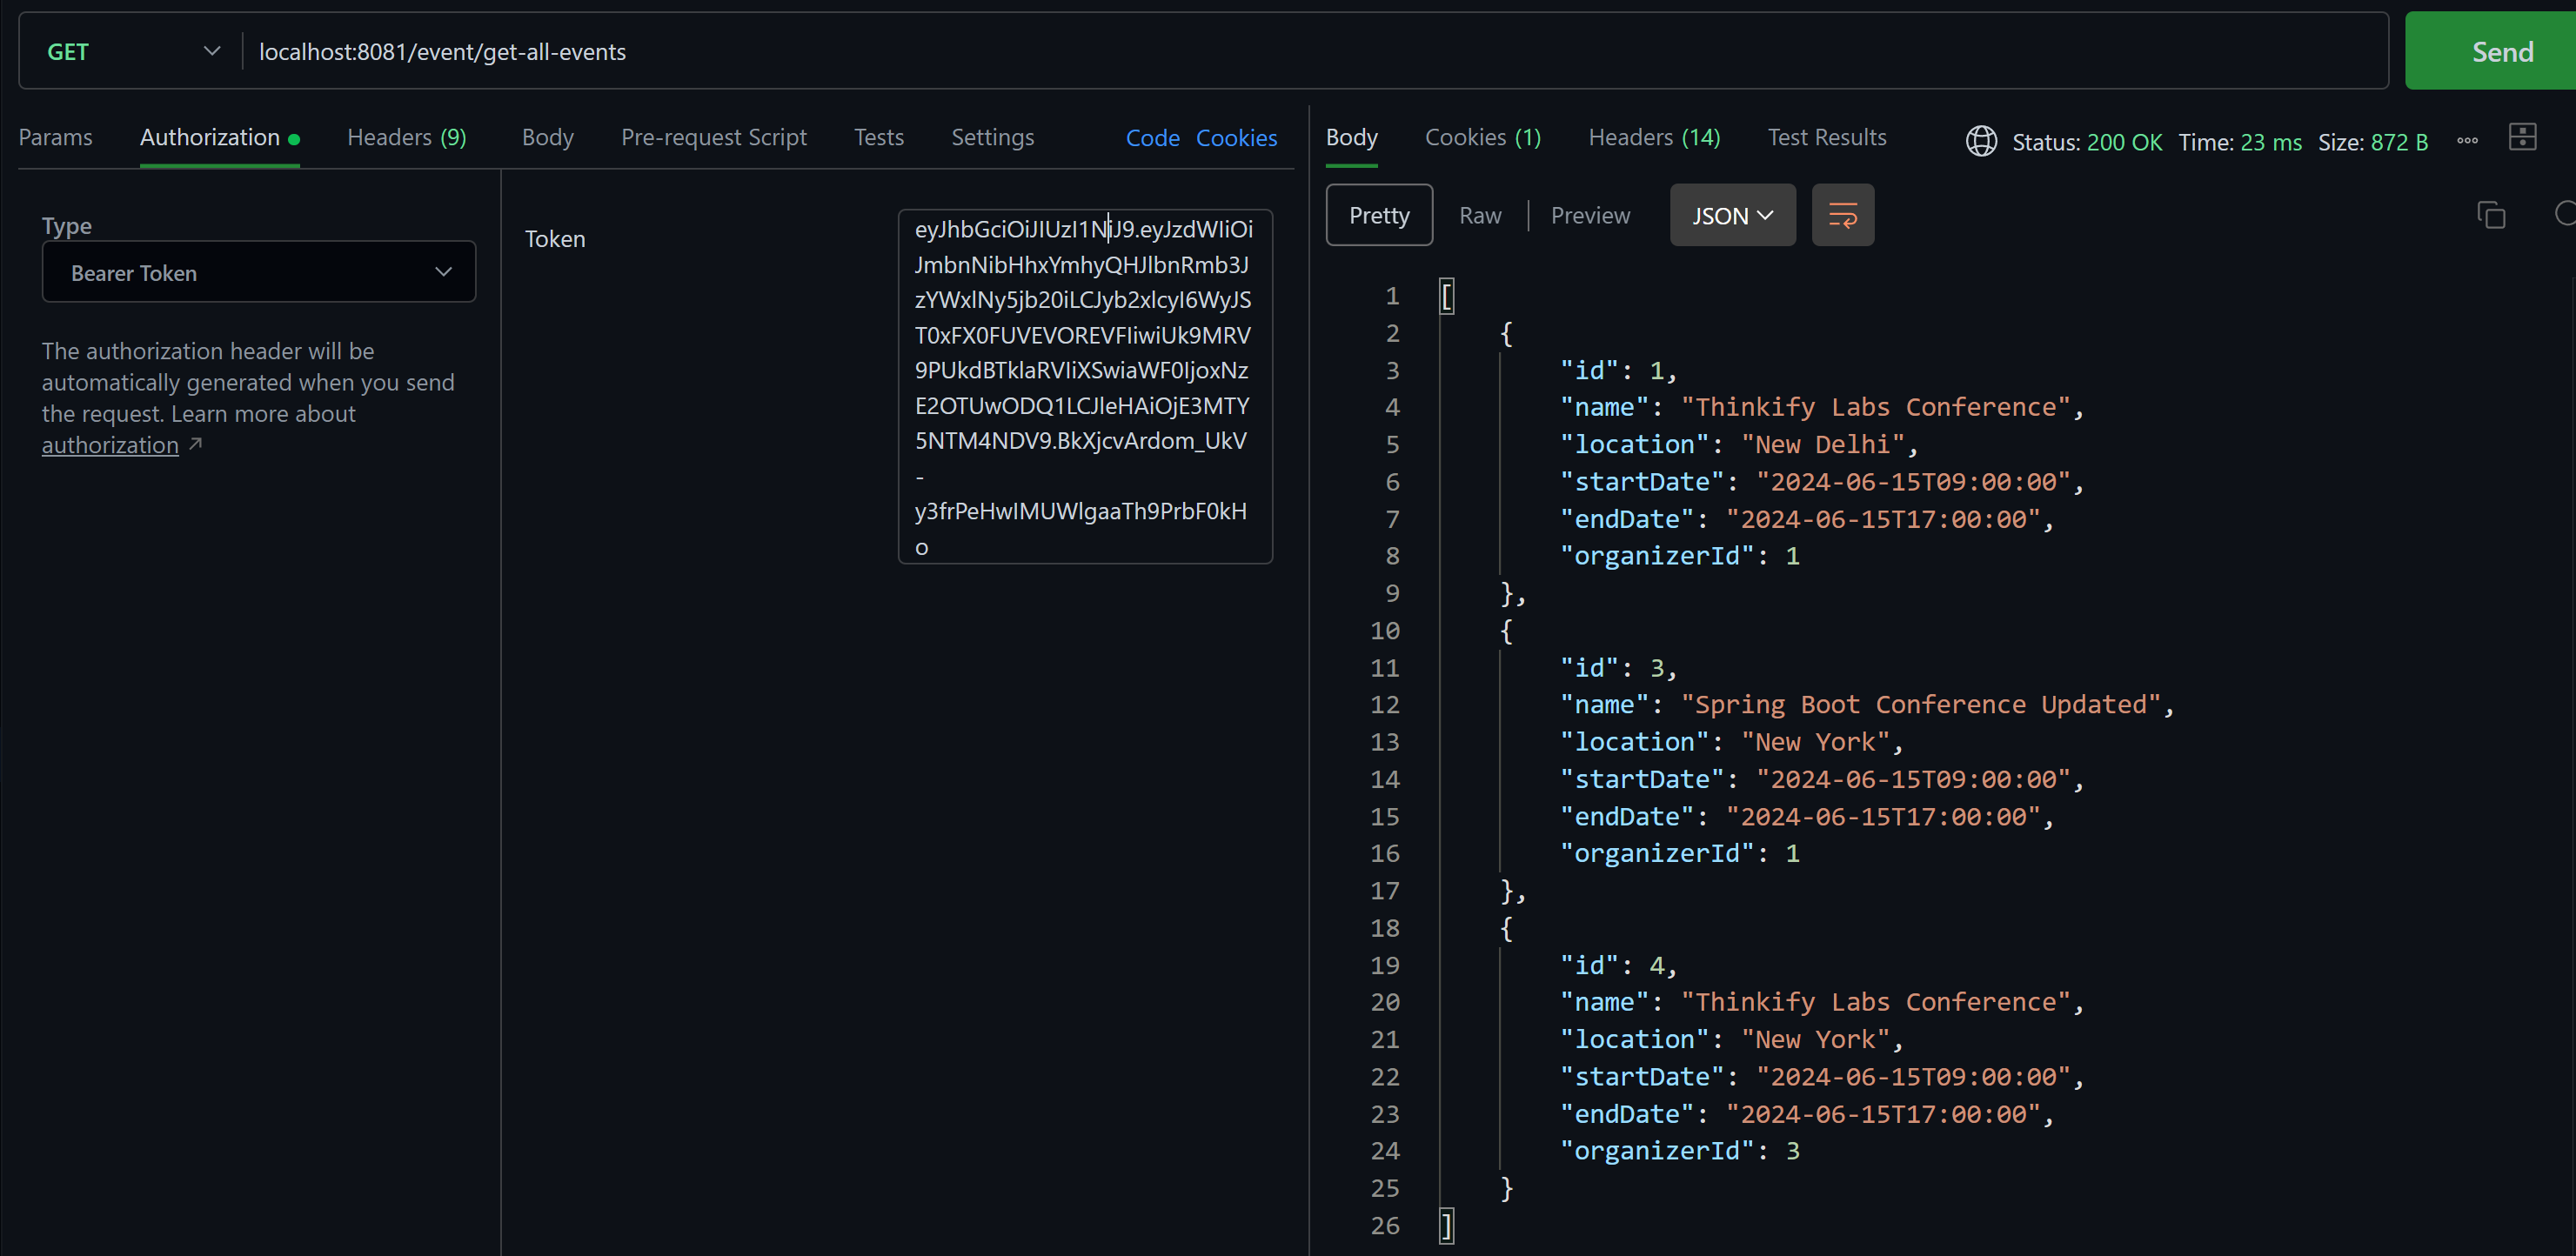 GET
localhost:8081/event/get-all-events
Send
Params Authorization Headers (9) Body Pre-request Script Tests Settings Code Cookies
Type
Bearer Token
The authorization header will be
automatically generated when you send
the request. Learn more about
authorization ↗
Token
eyJhbGciOiJIUzI1NiJ9.eyJzdWIiOi
JmbnNibHhxYmhyQHJlbnRmb3J
zYWxlNy5jb20iLCJyb2xlcyI6WyJS
T0xFX0FUVEVOREVFIiwiUk9MRV
9PUkdBTklaRVIiXSwiaWF0IjoxNz
E2OTUwODQ1LCJleHAiOjE3MTY
5NTM4NDV9.BkXjcvArdom_UkV
-
y3frPeHwIMUWlgaaTh9PrbF0kH
o
Body Cookies (1) Headers (14) Test Results
Status: 200 OK Time: 23 ms Size: 872 B
Pretty Raw Preview JSON
1 [
2 {
3 "id": 1,
4 "name": "Thinkify Labs Conference",
5 "location": "New Delhi",
6 "startDate": "2024-06-15T09:00:00",
7 "endDate": "2024-06-15T17:00:00",
8 "organizerId": 1
9 },
10 {
11 "id": 3,
12 "name": "Spring Boot Conference Updated",
13 "location": "New York",
14 "startDate": "2024-06-15T09:00:00",
15 "endDate": "2024-06-15T17:00:00",
16 "organizerId": 1
17 },
18 {
19 "id": 4,
20 "name": "Thinkify Labs Conference",
21 "location": "New York",
22 "startDate": "2024-06-15T09:00:00",
23 "endDate": "2024-06-15T17:00:00",
24 "organizerId": 3
25 }
26 ]